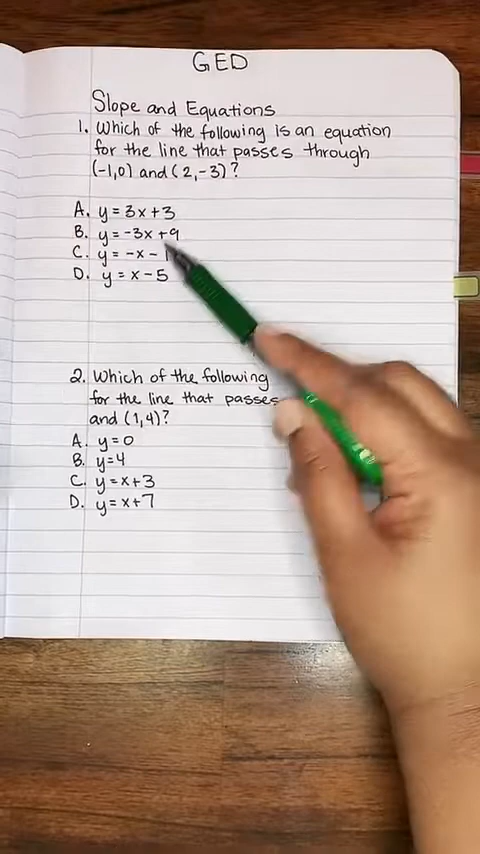 GED
Slope and Equations
1. Which of the following is an equation
for the line that passes through
(-1,0) and (2,-3)?
A. y = 3x + 3
B. y = -3x + 9
C. y = -x - 1
D. y = x - 5
2. Which of the following
for the line that passes
and (1,4)?
A. y = 0
B. y = 4
C. y = x + 3
D. y = x + 7